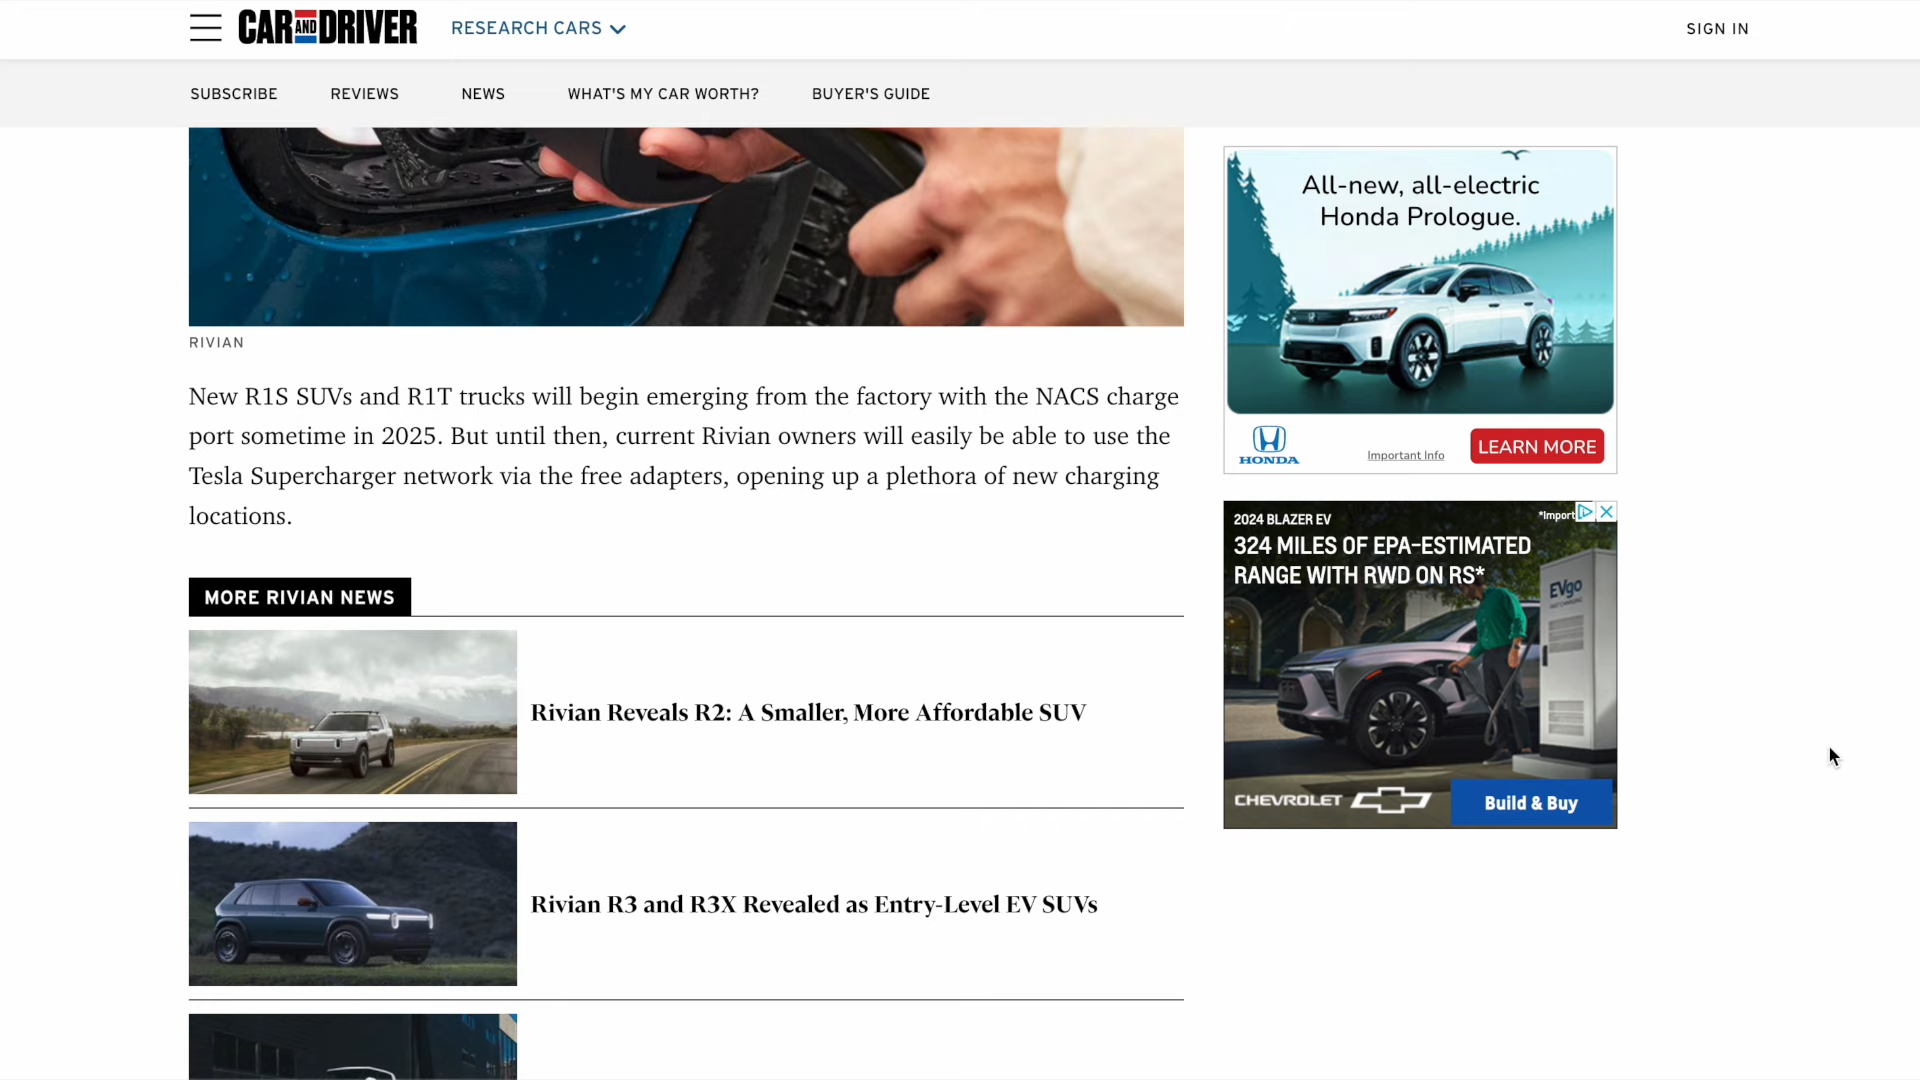 CAR AND DRIVER
RESEARCH CARS
SIGN IN
SUBSCRIBE
REVIEWS
NEWS
WHAT'S MY CAR WORTH?
BUYER'S GUIDE
RIVIAN
New R1S SUVs and R1T trucks will begin emerging from the factory with the NACS charge
port sometime in 2025. But until then, current Rivian owners will easily be able to use the
Tesla Supercharger network via the free adapters, opening up a plethora of new charging
locations.
MORE RIVIAN NEWS
Rivian Reveals R2: A Smaller, More Affordable SUV
Rivian R3 and R3X Revealed as Entry-Level EV SUVs
All-new, all-electric
Honda Prologue.
HONDA
Important Info
LEARN MORE
2024 BLAZER EV
*Import
324 MILES OF EPA-ESTIMATED
RANGE WITH RWD ON RS*
EVgo
FAST CHARGING
CHEVROLET
Build & Buy